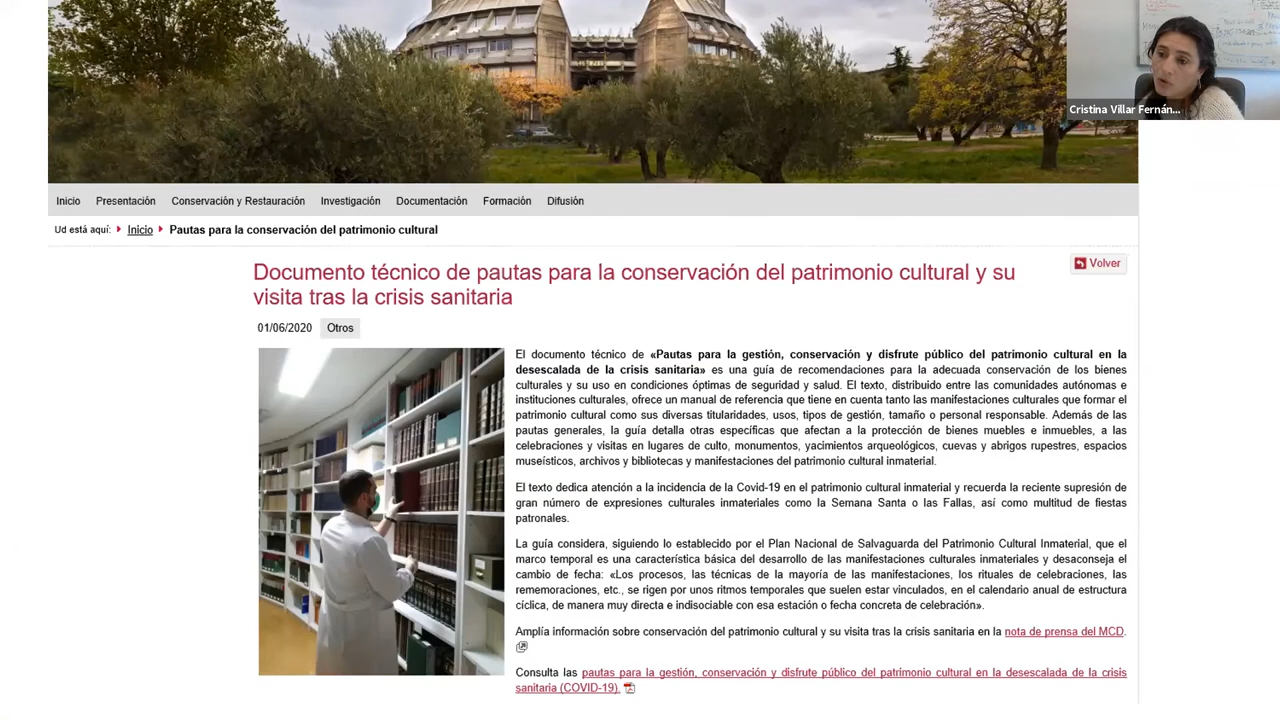 Cristina Villar Fernán...
Inicio Presentación Conservación y Restauración Investigación Documentación Formación Difusión
Ud está aquí: Inicio Pautas para la conservación del patrimonio cultural
Volver
Documento técnico de pautas para la conservación del patrimonio cultural y su
visita tras la crisis sanitaria
01/06/2020 Otros
El documento técnico de «Pautas para la gestión, conservación y disfrute público del patrimonio cultural en la
desescalada de la crisis sanitaria» es una guía de recomendaciones para la adecuada conservación de los bienes
culturales y su uso en condiciones óptimas de seguridad y salud. El texto, distribuido entre las comunidades autónomas e
instituciones culturales, ofrece un manual de referencia que tiene en cuenta tanto las manifestaciones culturales que formar el
patrimonio cultural como sus diversas titularidades, usos, tipos de gestión, tamaño o personal responsable. Además de las
pautas generales, la guía detalla otras específicas que afectan a la protección de bienes muebles e inmuebles, a las
celebraciones y visitas en lugares de culto, monumentos, yacimientos arqueológicos, cuevas y abrigos rupestres, espacios
museísticos, archivos y bibliotecas y manifestaciones del patrimonio cultural inmaterial.
El texto dedica atención a la incidencia de la Covid-19 en el patrimonio cultural inmaterial y recuerda la reciente supresión de
gran número de expresiones culturales inmateriales como la Semana Santa o las Fallas, así como multitud de fiestas
patronales.
La guía considera, siguiendo lo establecido por el Plan Nacional de Salvaguarda del Patrimonio Cultural Inmaterial, que el
marco temporal es una característica básica del desarrollo de las manifestaciones culturales inmateriales y desaconseja el
cambio de fecha: «Los procesos, las técnicas de la mayoría de las manifestaciones, los rituales de celebraciones, las
rememoraciones, etc., se rigen por unos ritmos temporales que suelen estar vinculados, en el calendario anual de estructura
cíclica, de manera muy directa e indisociable con esa estación o fecha concreta de celebración».
Amplía información sobre conservación del patrimonio cultural y su visita tras la crisis sanitaria en la nota de prensa del MCD.
Consulta las pautas para la gestión, conservación y disfrute público del patrimonio cultural en la desescalada de la crisis
sanitaria (COVID-19).